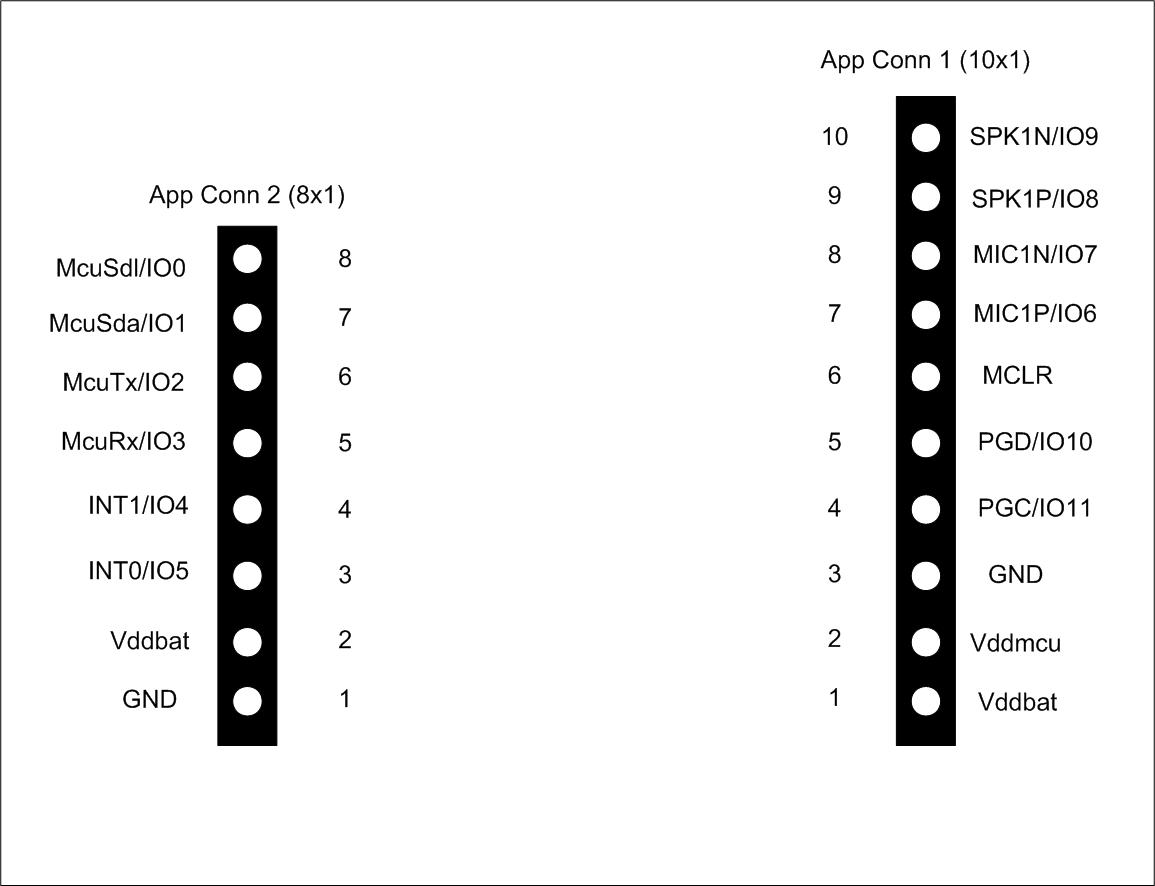 App Conn 1 (10x1)
10 SPK1N/IO9
9 SPK1P/IO8
8 MIC1N/IO7
7 MIC1P/IO6
6 MCLR
5 PGD/IO10
4 PGC/IO11
3 GND
2 Vddmcu
1 Vddbat
App Conn 2 (8x1)
McuSdl/IO0 8
McuSda/IO1 7
McuTx/IO2 6
McuRx/IO3 5
INT1/IO4 4
INT0/IO5 3
Vddbat 2
GND 1